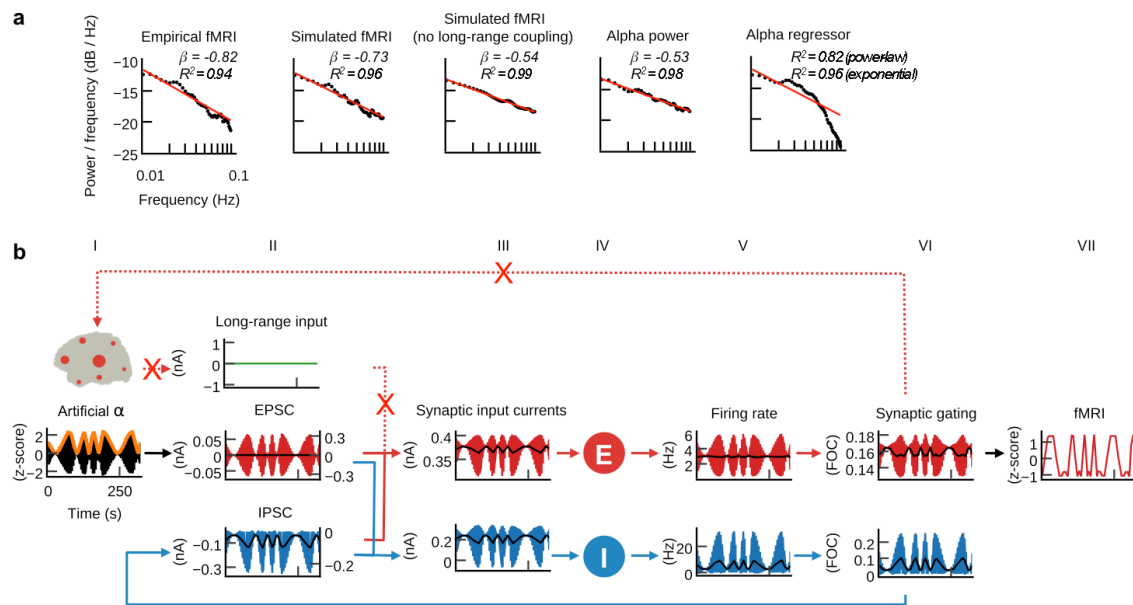 a
Simulated fMRI
Empirical fMRI Simulated fMRI (no long-range coupling) Alpha power Alpha regressor
β = -0.82 β = -0.73 β = -0.54 β = -0.53 R² = 0.82 (powerlaw)
R² = 0.94 R² = 0.96 R² = 0.99 R² = 0.98 R² = 0.96 (exponential)
Power / frequency (dB / Hz)
−10
−15
−20
−25
0.01 0.1
Frequency (Hz)
I II III IV V VI VII
b
X
Long-range input
(nA)
1
0
−1
X
X
Artificial α EPSC Synaptic input currents Firing rate Synaptic gating fMRI
(z-score)
2
0
−2
0 250
Time (s)
(nA)
0.05
0.00
−0.05
0.3
0
−0.3
(nA)
0.4
0.35
E
(Hz)
6
4
2
(FOC)
0.18
0.16
0.14
(z-score)
1
0
−1
IPSC
(nA)
−0.1
−0.3
0
−0.2
(nA)
0.2
0
I
(Hz)
20
0
(FOC)
0.2
0.1
0.0